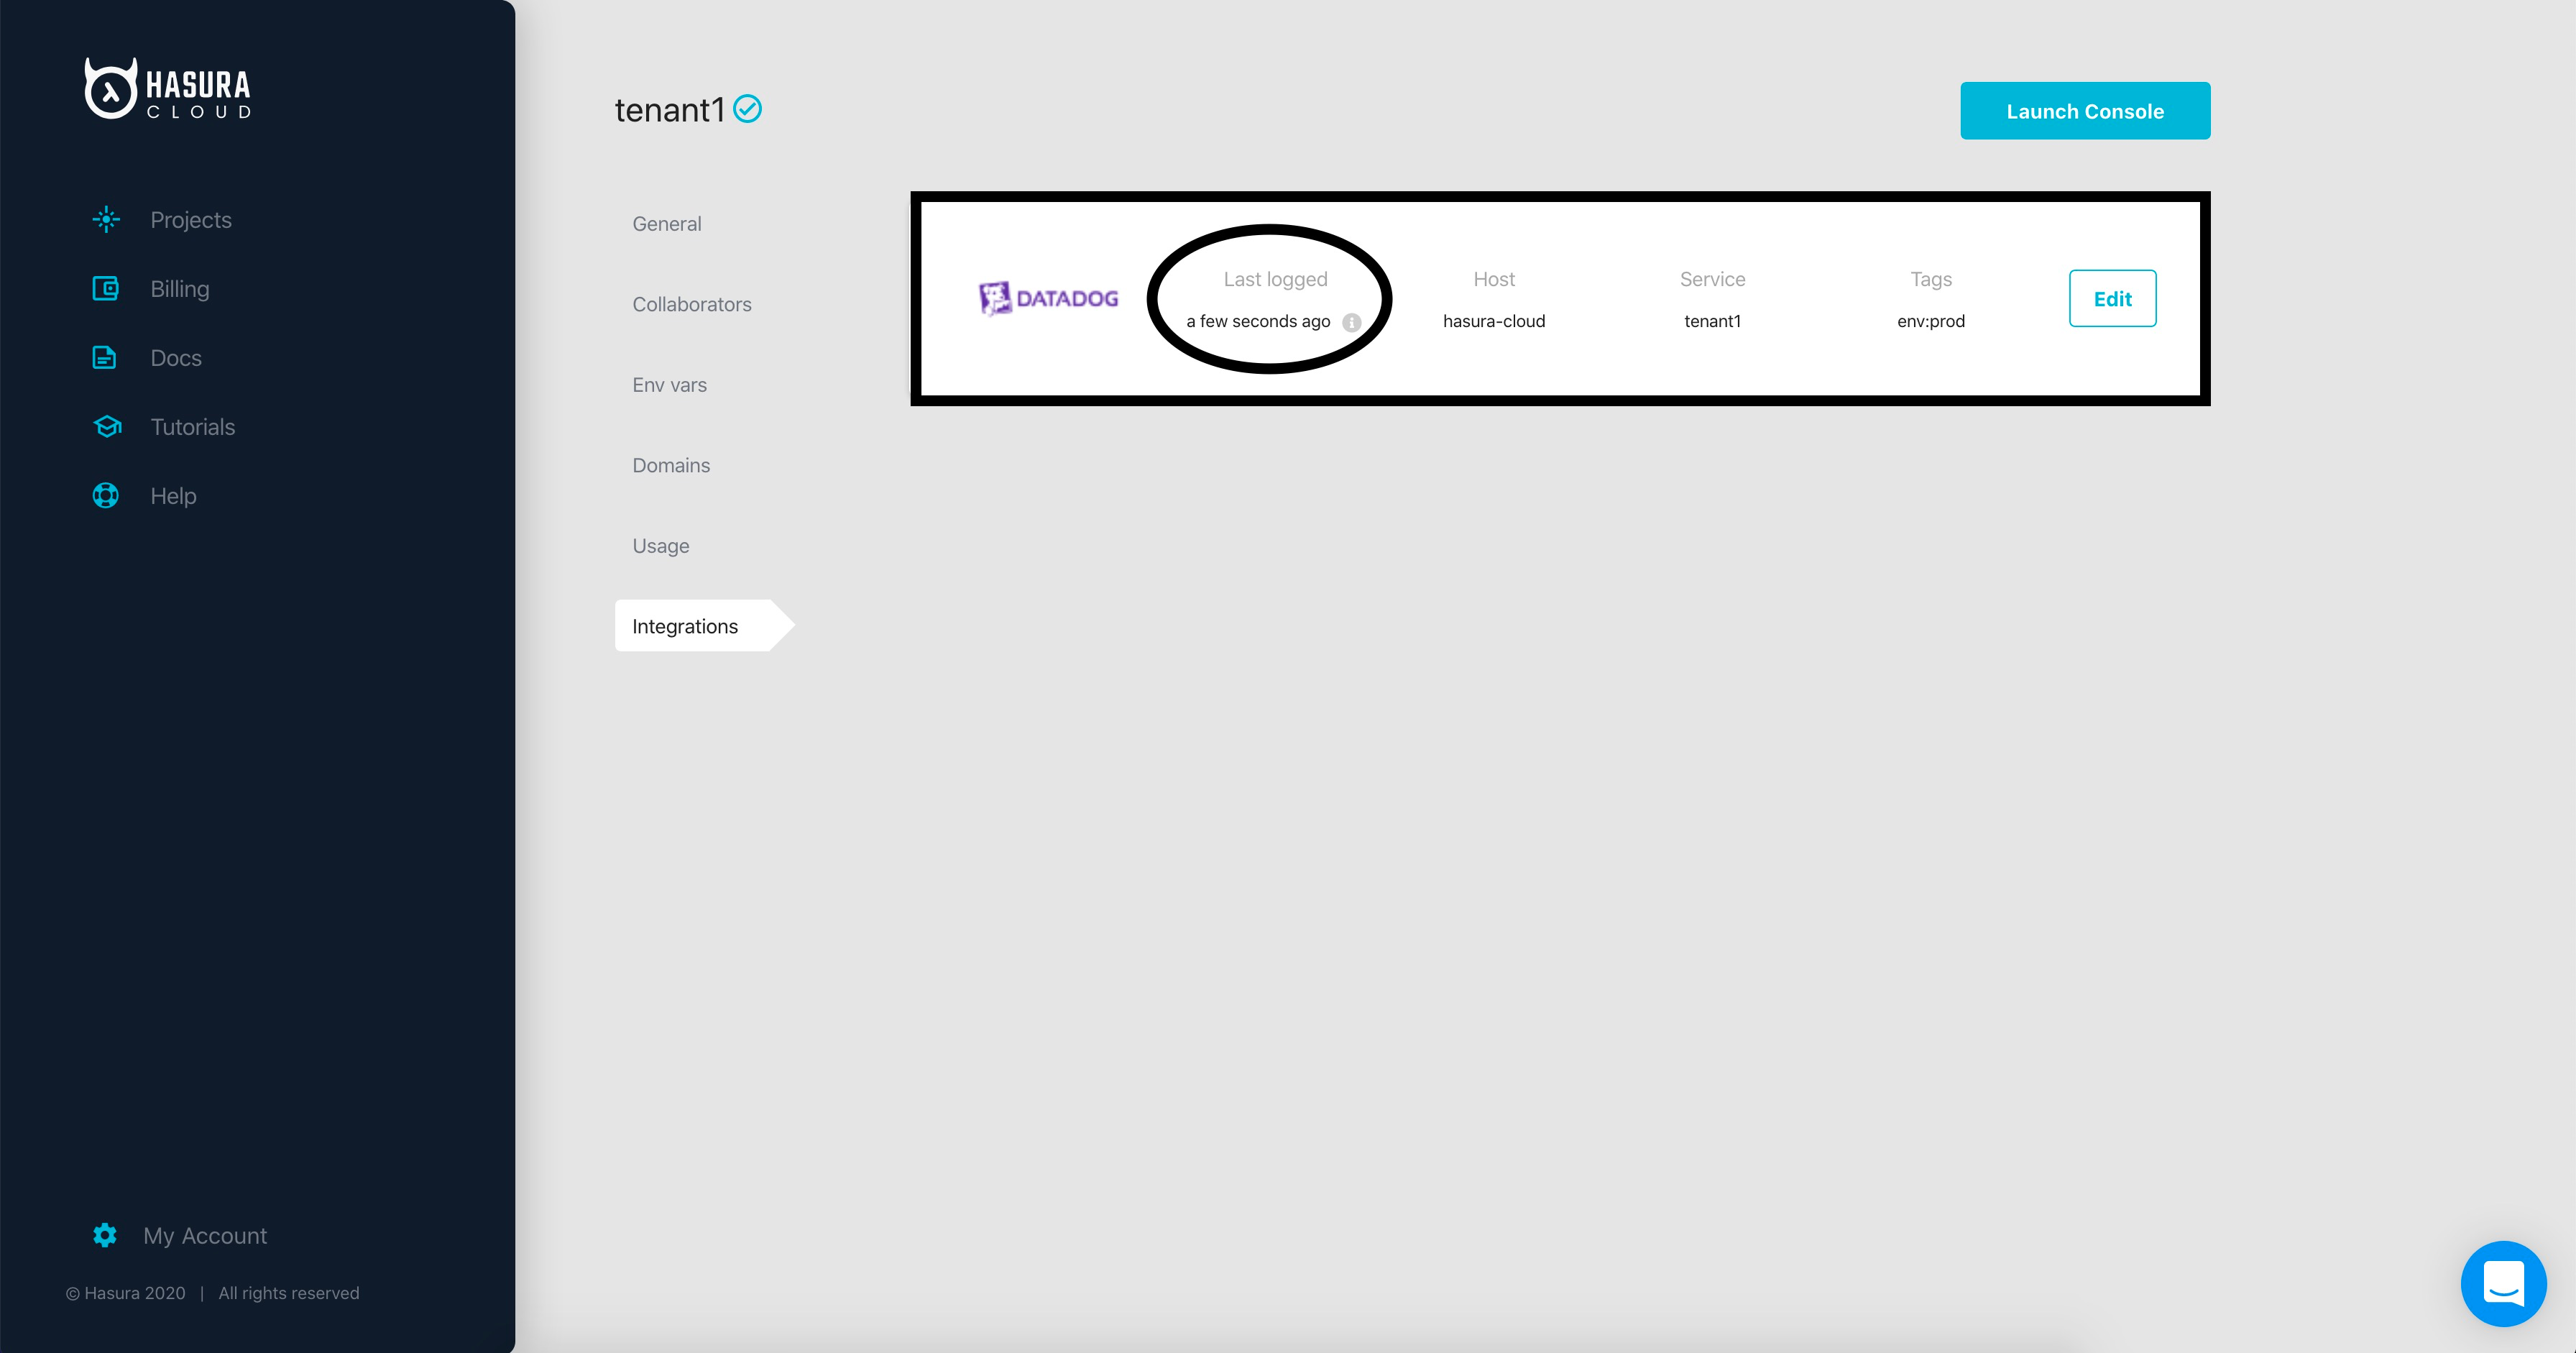 HASURA
CLOUD
Projects
Billing
Docs
Tutorials
Help
My Account
© Hasura 2020 | All rights reserved
tenant1
Launch Console
General
Collaborators
Env vars
Domains
Usage
Integrations
DATADOG
Last logged
a few seconds ago
Host
hasura-cloud
Service
tenant1
Tags
env:prod
Edit